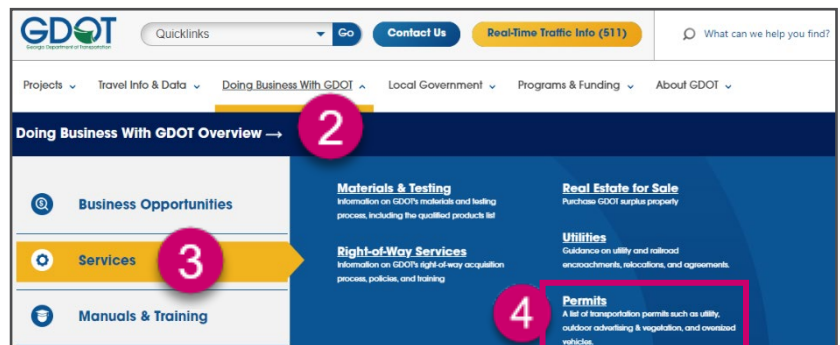 GDOT
Georgia Department of Transportation
Quicklinks
Go
Contact Us
Real-Time Traffic Info (511)
What can we help you find?
Projects
Travel Info & Data
Doing Business With GDOT
Local Government
Programs & Funding
About GDOT
2
Doing Business With GDOT Overview →
Business Opportunities
Services
3
Manuals & Training
Materials & Testing
Information on GDOT's materials and testing
process, including the qualified products list
Right-of-Way Services
Information on GDOT's right-of-way acquisition
process, policies, and training
Real Estate for Sale
Purchase GDOT surplus property
Utilities
Guidance on utility and railroad
encroachments, relocations, and agreements.
4
Permits
A list of transportation permits such as utility,
outdoor advertising & vegetation, and oversized
vehicles.